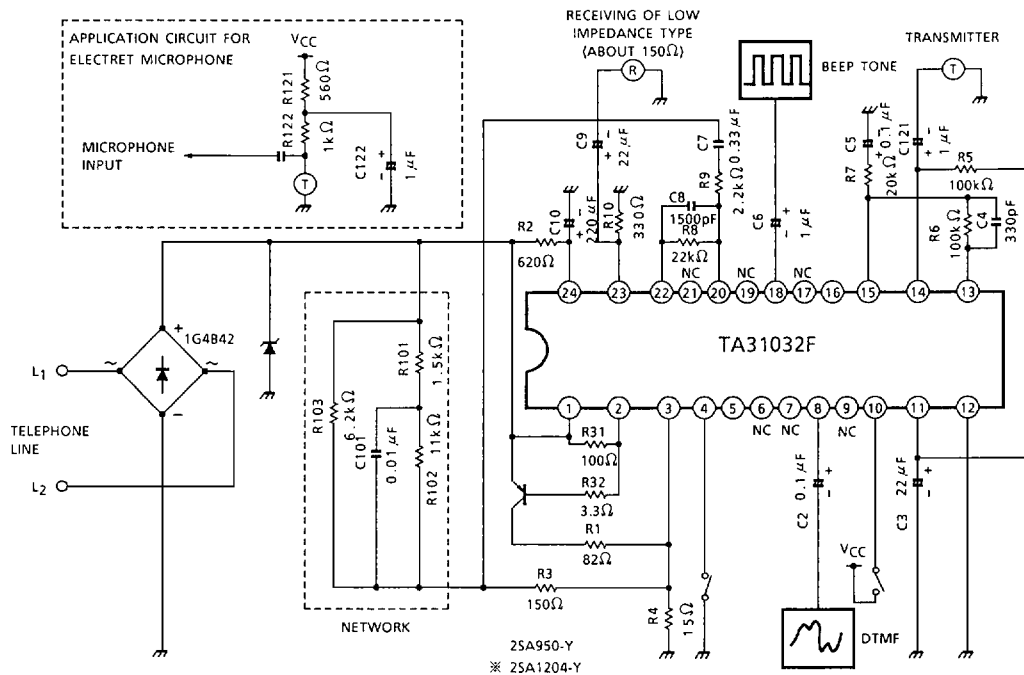 APPLICATION CIRCUIT FOR
ELECTRET MICROPHONE
VCC
R121
560Ω
R122
1kΩ
MICROPHONE
INPUT
T
C122
1μF
+
−
RECEIVING OF LOW
IMPEDANCE TYPE
(ABOUT 150Ω)
R
BEEP TONE
TRANSMITTER
T
C9
22μF
−
+
C7
0.33μF
R9
2.2kΩ
C8
1500pF
R8
22kΩ
C6
1μF
+
−
C5
0.1μF
−
+
R7
20kΩ
C121
1μF
−
+
R5
100kΩ
R6
100kΩ
C4
330pF
R2
620Ω
C10
220μF
−
+
R10
330Ω
NC
NC
NC
24
23
22
21
20
19
18
17
16
15
14
13
TA31032F
1
2
3
4
5
6
7
8
9
10
11
12
NC
NC
NC
1G4B42
+
~
~
−
L1
TELEPHONE
LINE
L2
R103
6.2kΩ
R101
1.5kΩ
C101
0.01μF
R102
11kΩ
NETWORK
R31
100Ω
R32
3.3Ω
R1
82Ω
R3
150Ω
R4
15Ω
C2
0.1μF
+
−
VCC
C3
22μF
+
−
DTMF
2SA950-Y
※ 2SA1204-Y